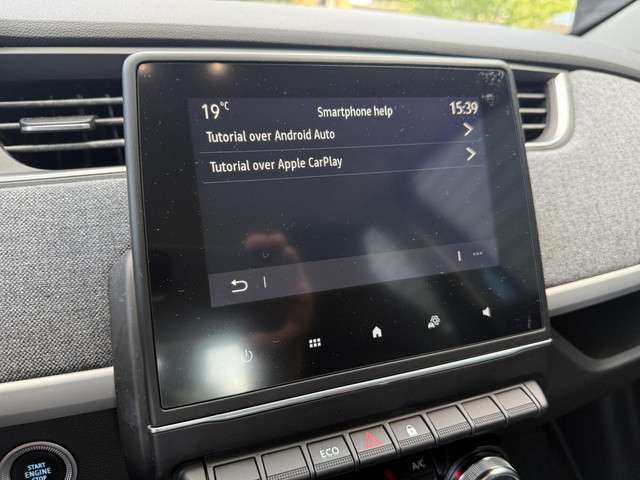 19 °C Smartphone help 15:39
Tutorial over Android Auto
Tutorial over Apple CarPlay
ECO
A/C
START
ENGINE
STOP